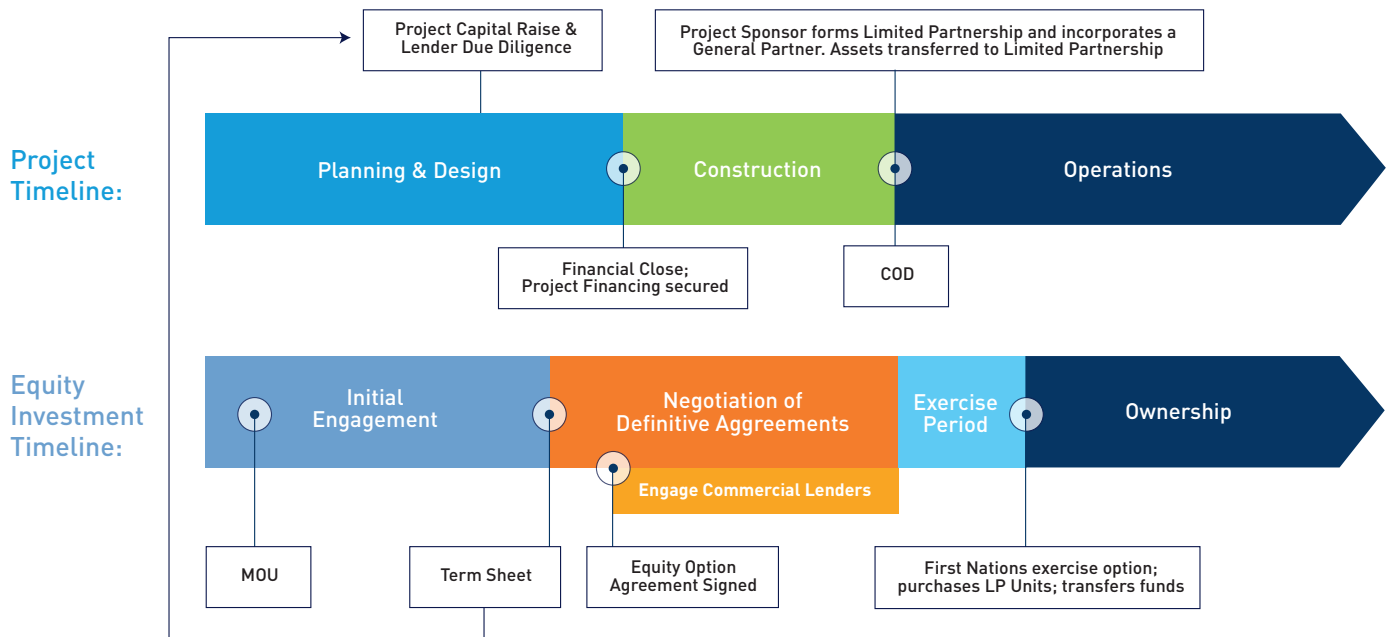 Project Capital Raise &
Lender Due Diligence
Project Sponsor forms Limited Partnership and incorporates a
General Partner. Assets transferred to Limited Partnership
Project
Timeline:
Planning & Design
Construction
Operations
Financial Close;
Project Financing secured
COD
Equity
Investment
Timeline:
Initial
Engagement
Negotiation of
Definitive Aggreements
Exercise
Period
Ownership
Engage Commercial Lenders
MOU
Term Sheet
Equity Option
Agreement Signed
First Nations exercise option;
purchases LP Units; transfers funds